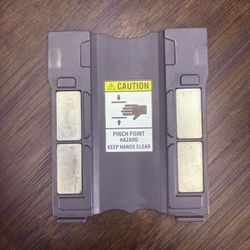 CAUTION
PINCH POINT
HAZARD
KEEP HANDS CLEAR